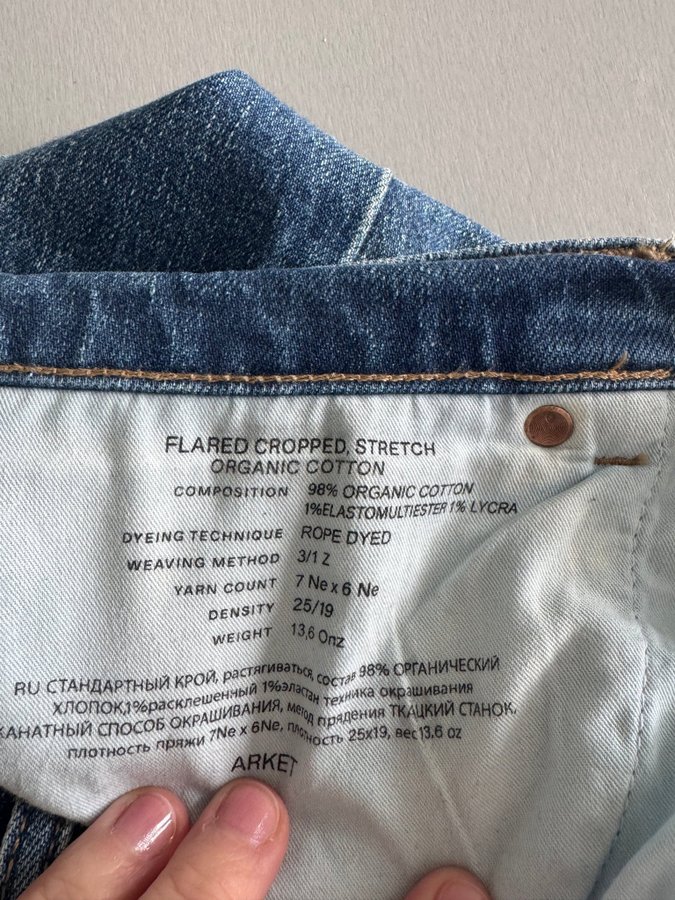 FLARED CROPPED, STRETCH
ORGANIC COTTON
COMPOSITION 98% ORGANIC COTTON
1%ELASTOMULTIESTER 1% LYCRA
DYEING TECHNIQUE ROPE DYED
WEAVING METHOD 3/1 Z
YARN COUNT 7 Ne x 6 Ne
DENSITY 25/19
WEIGHT 13,6 Onz
RU СТАНДАРТНЫЙ КРОЙ, растягиваться, состав 98% ОРГАНИЧЕСКИЙ
ХЛОПОК,1%расклешенный 1%эластан техника окрашивания
КАНАТНЫЙ СПОСОБ ОКРАШИВАНИЯ, метод прядения ТКАЦКИЙ СТАНОК,
плотность пряжи 7Ne x 6Ne, плотность 25x19, вес13,6 oz
ARKET